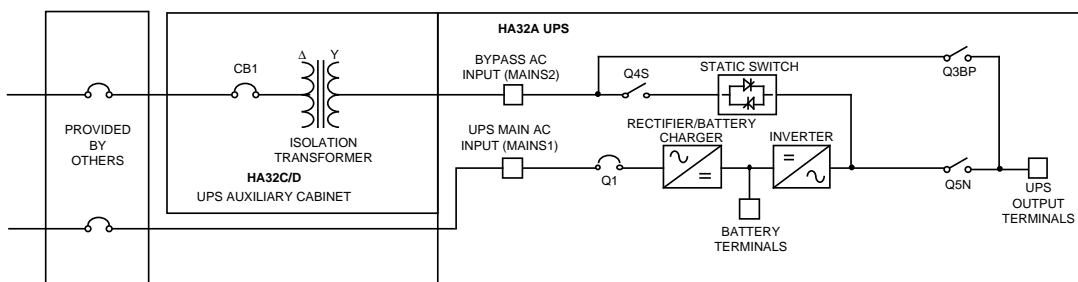 HA32A UPS
Δ Y
CB1
BYPASS AC
INPUT (MAINS2)
Q4S
STATIC SWITCH
Q3BP
PROVIDED
BY
OTHERS
ISOLATION
TRANSFORMER
UPS MAIN AC
INPUT (MAINS1)
RECTIFIER/BATTERY
CHARGER
INVERTER
Q1
Q5N
HA32C/D
UPS AUXILIARY CABINET
BATTERY
TERMINALS
UPS
OUTPUT
TERMINALS